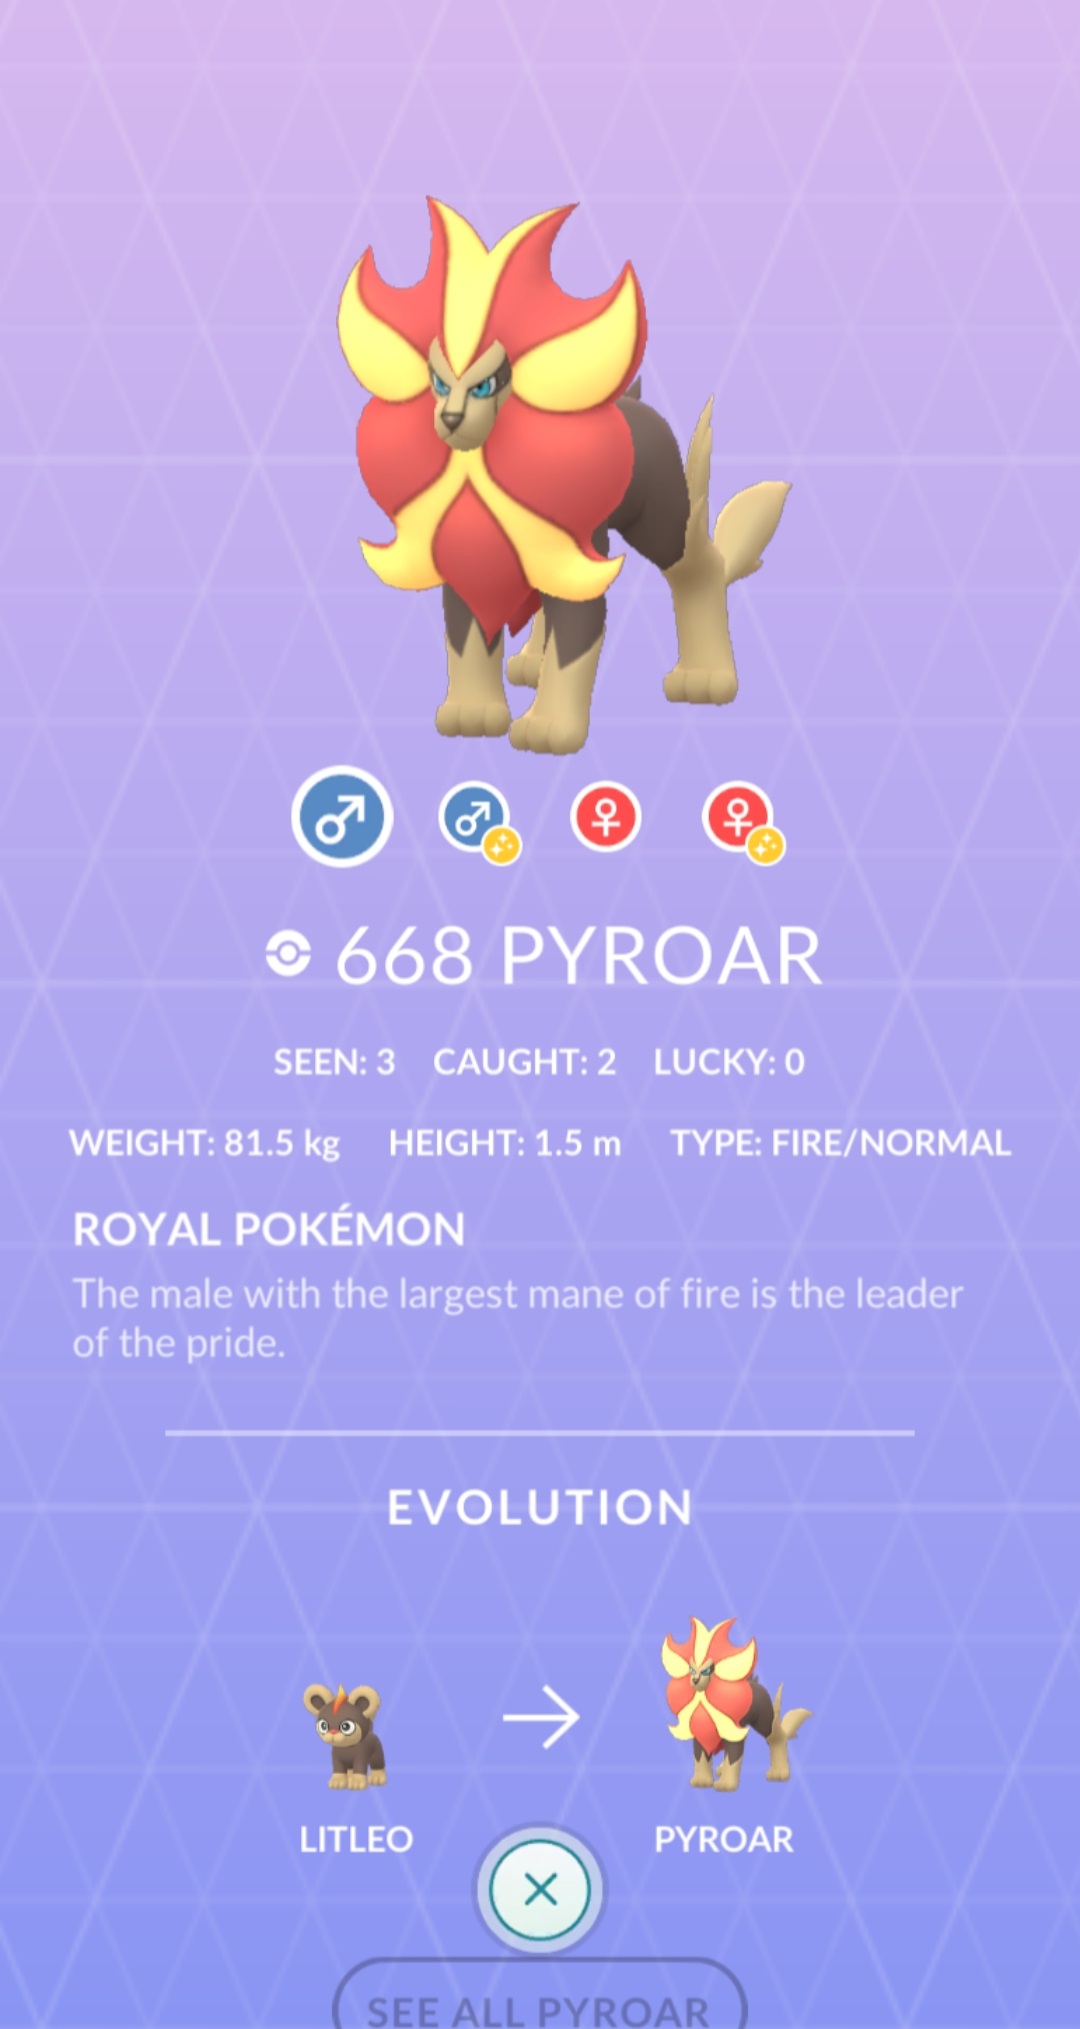 668 PYROAR
SEEN: 3 CAUGHT: 2 LUCKY: 0
WEIGHT: 81.5 kg HEIGHT: 1.5 m TYPE: FIRE/NORMAL
ROYAL POKÉMON
The male with the largest mane of fire is the leader
of the pride.
EVOLUTION
LITLEO PYROAR
SEE ALL PYROAR